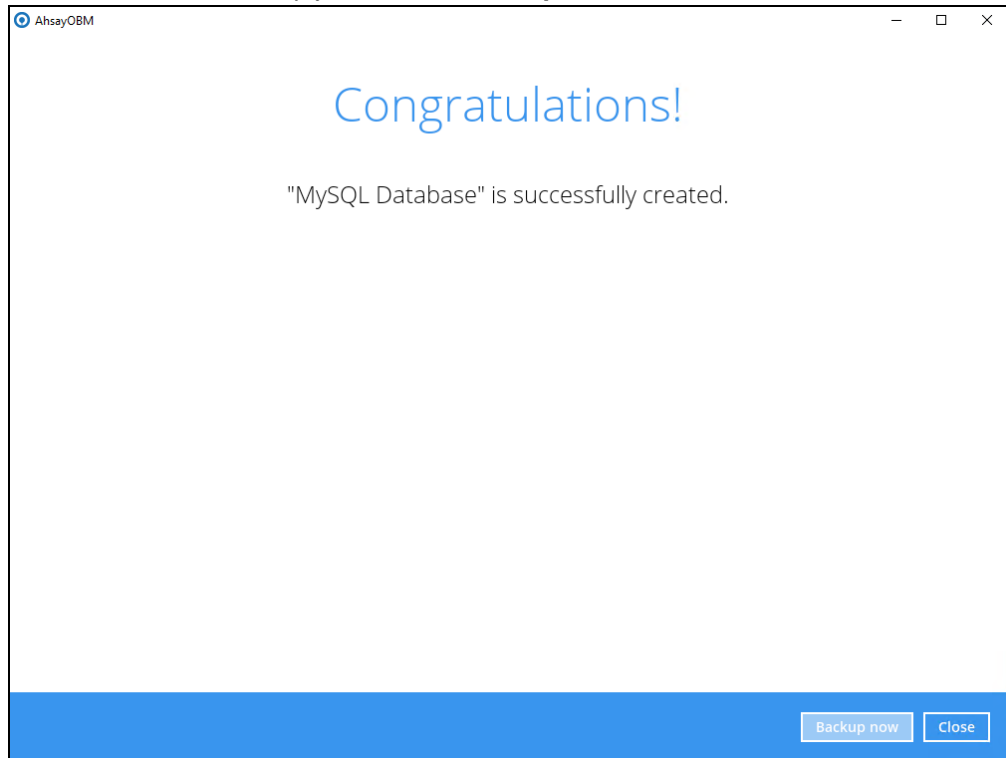 AhsayOBM
Congratulations!
"MySQL Database" is successfully created.
Backup now
Close